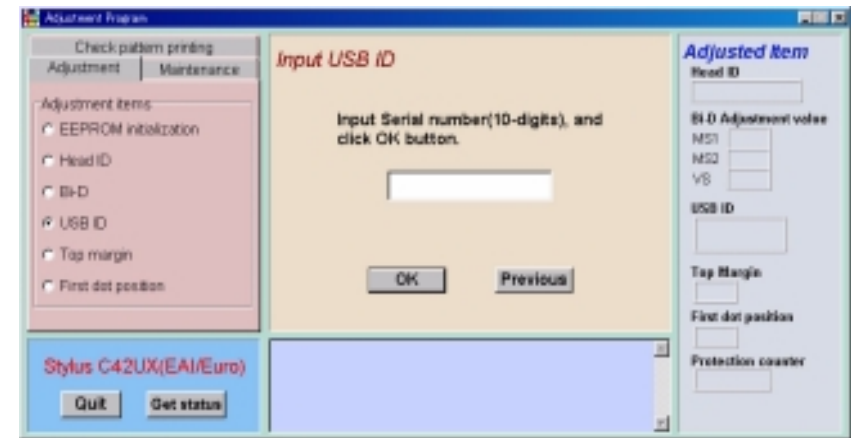 Adjustment Program
Check pattern printing
Adjustment
Maintenance
Adjustment items
EEPROM initialization
Head ID
Bi-D
USB ID
Top margin
First dot position
Input USB ID
Input Serial number(10-digits), and
click OK button.
OK
Previous
Stylus C42UX(EAI/Euro)
Quit
Get status
Adjusted Item
Head ID
Bi-D Adjustment value
MS1
MS2
VS
USB ID
Top Margin
First dot position
Protection counter